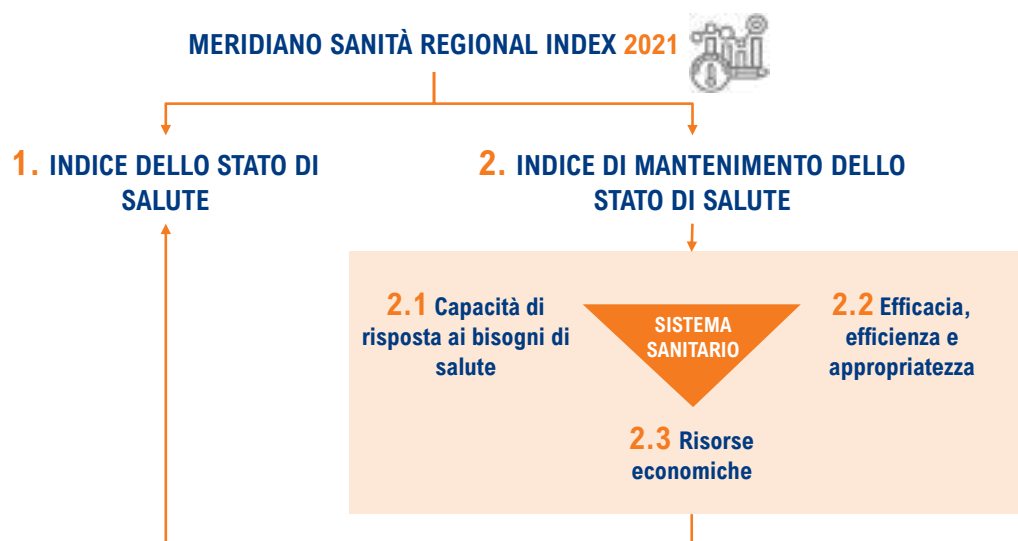 MERIDIANO SANITÀ REGIONAL INDEX 2021
1. INDICE DELLO STATO DI
SALUTE
2. INDICE DI MANTENIMENTO DELLO
STATO DI SALUTE
2.1 Capacità di
risposta ai bisogni di
salute
SISTEMA
SANITARIO
2.2 Efficacia,
efficienza e
appropriatezza
2.3 Risorse
economiche